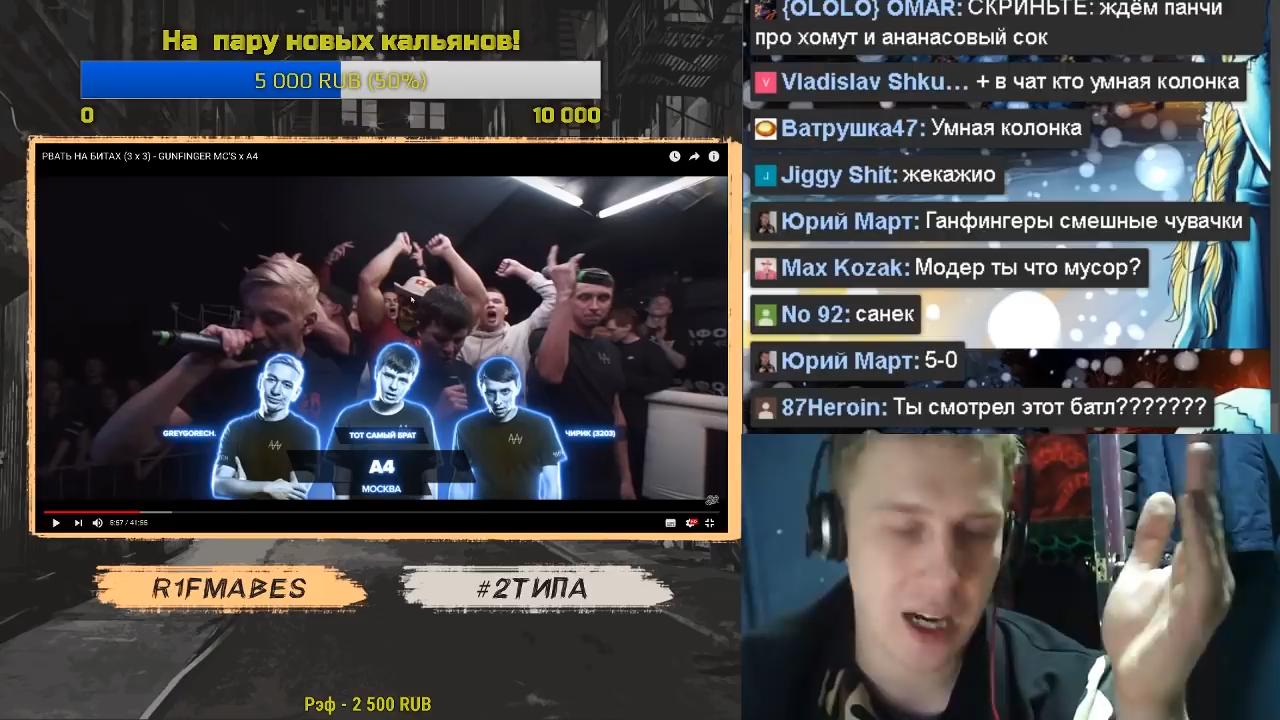 На пару новых кальянов!
5 000 RUB (50%)
0
10 000
РВАТЬ НА БИТАХ (3 x 3) - GUNFINGER MC'S x A4
GREYGORECH.
ТОТ САМЫЙ БРАТ
ЧИРИК (3203)
A4
МОСКВА
5:57 / 41:55
R1FMABES
#2ТИПА
Рэф - 2 500 RUB
{OLOLO} OMAR: СКРИНЬТЕ: ждём панчи
про хомут и ананасовый сок
Vladislav Shku... + в чат кто умная колонка
Ватрушка47: Умная колонка
Jiggy Shit: жекажио
Юрий Март: Ганфингеры смешные чувачки
Max Kozak: Модер ты что мусор?
No 92: санек
Юрий Март: 5-0
87Heroin: Ты смотрел этот батл???????